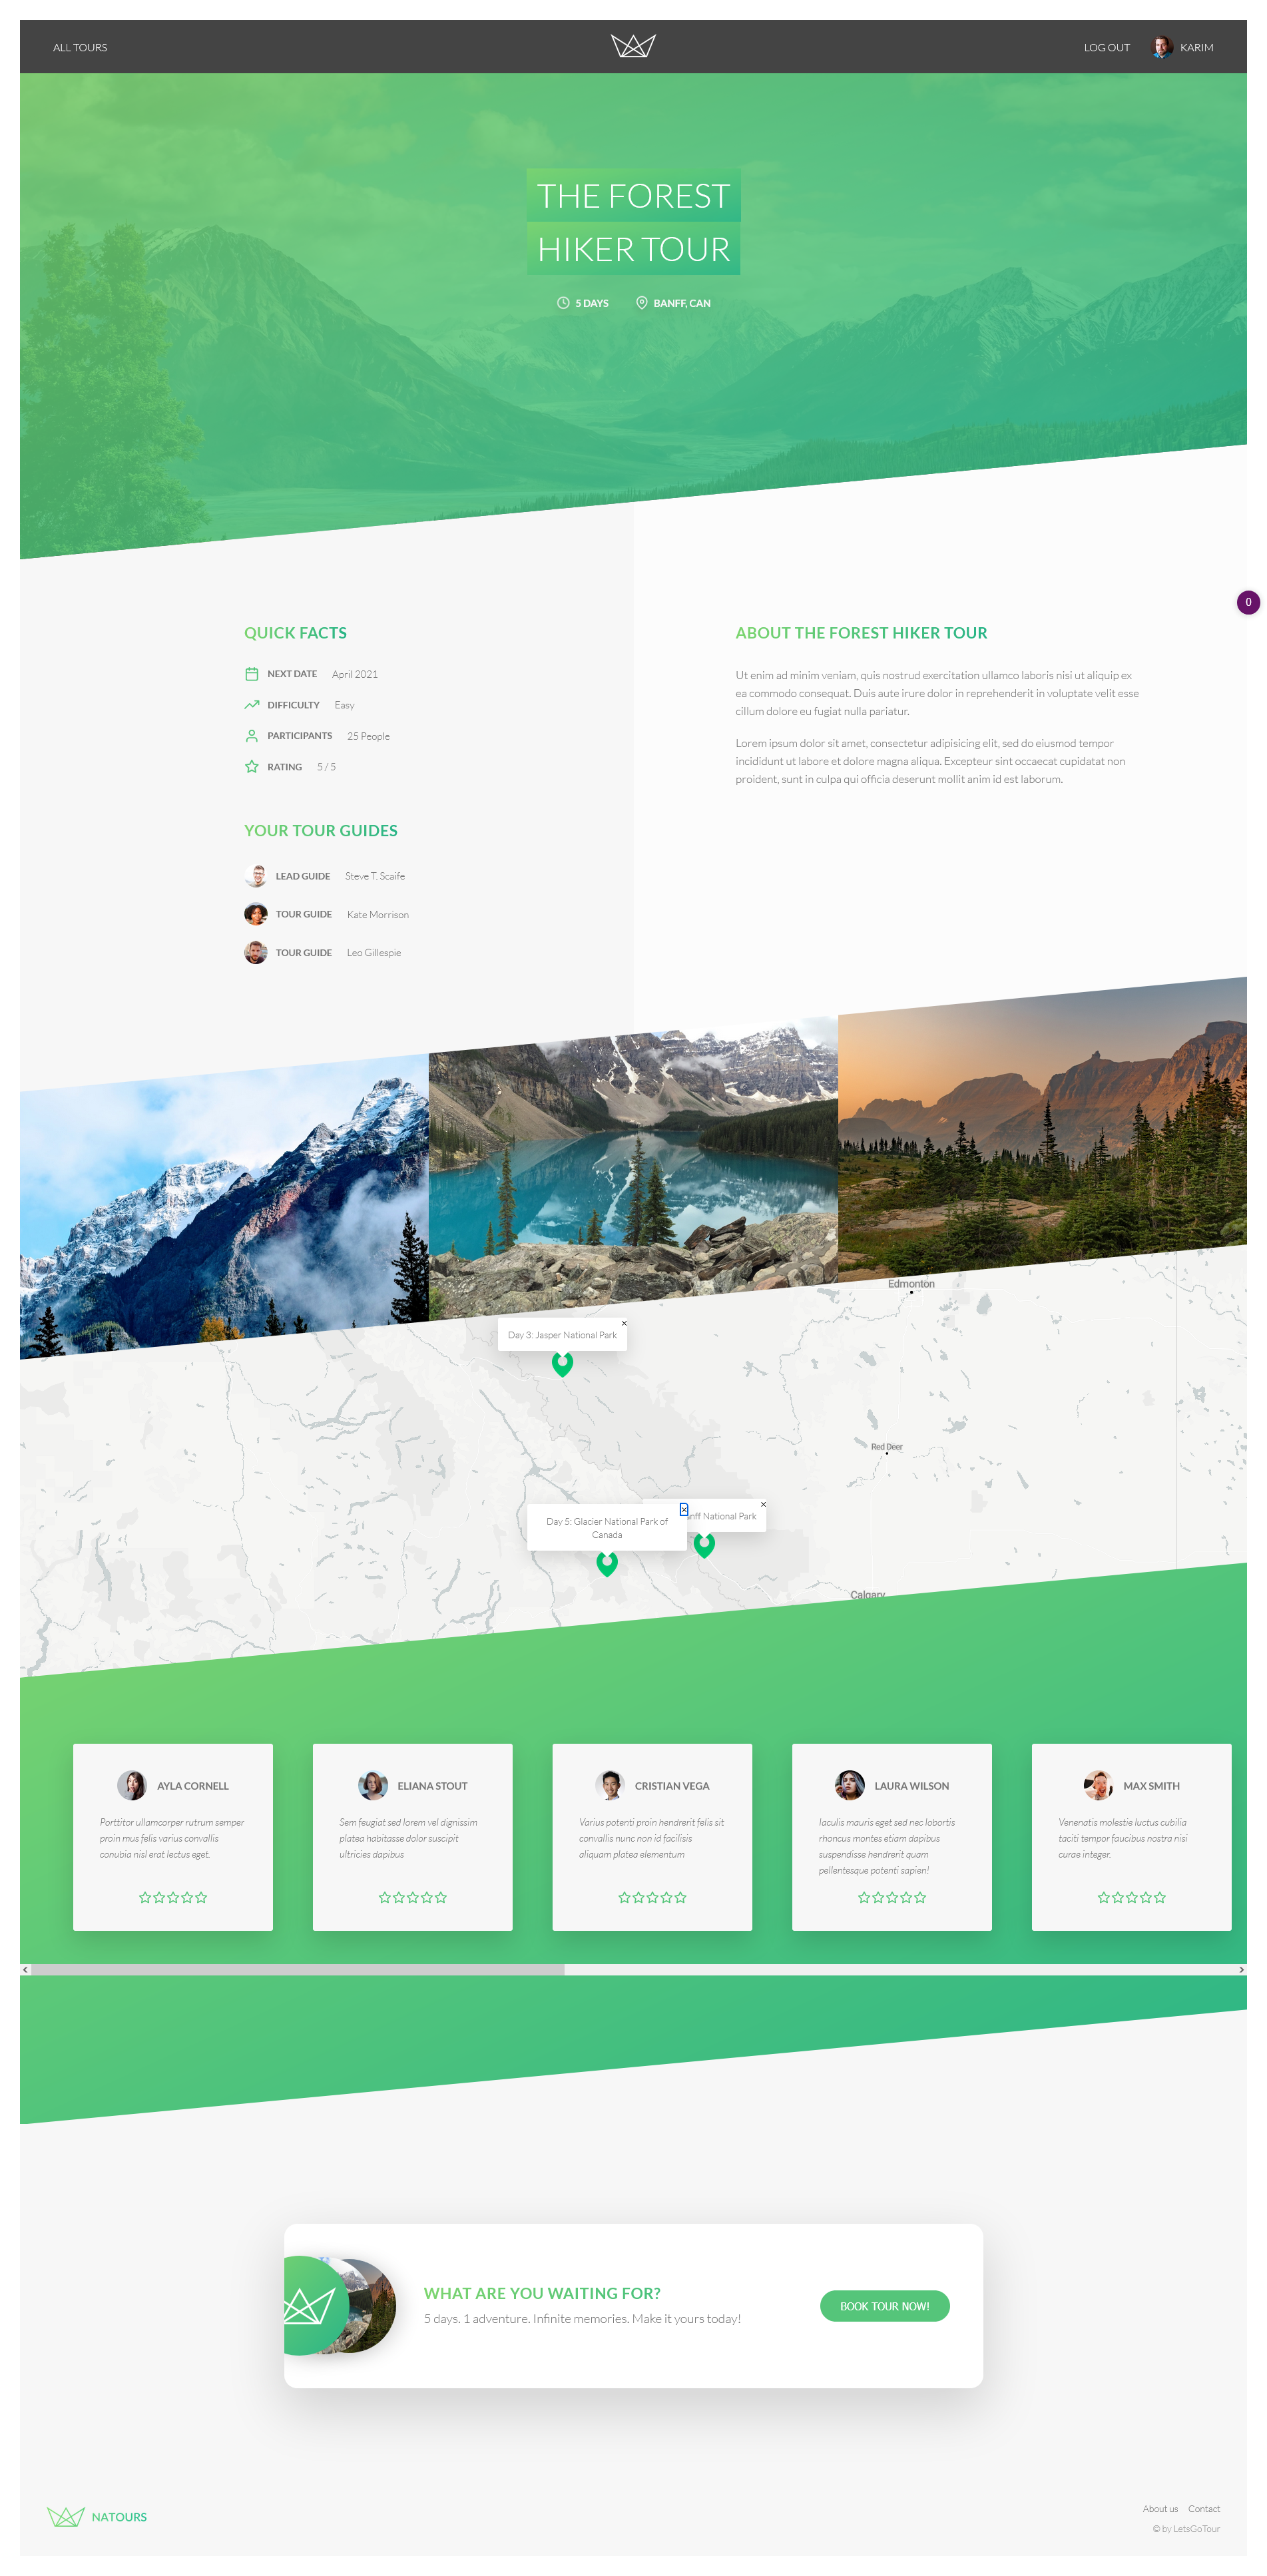 ALL TOURS
LOG OUT
KARIM
THE FOREST
HIKER TOUR
5 DAYS
BANFF, CAN
0
QUICK FACTS
NEXT DATE April 2021
DIFFICULTY Easy
PARTICIPANTS 25 People
RATING 5 / 5
YOUR TOUR GUIDES
LEAD GUIDE Steve T. Scaife
TOUR GUIDE Kate Morrison
TOUR GUIDE Leo Gillespie
ABOUT THE FOREST HIKER TOUR
Ut enim ad minim veniam, quis nostrud exercitation ullamco laboris nisi ut aliquip ex
ea commodo consequat. Duis aute irure dolor in reprehenderit in voluptate velit esse
cillum dolore eu fugiat nulla pariatur.
Lorem ipsum dolor sit amet, consectetur adipisicing elit, sed do eiusmod tempor
incididunt ut labore et dolore magna aliqua. Excepteur sint occaecat cupidatat non
proident, sunt in culpa qui officia deserunt mollit anim id est laborum.
Edmonton
Day 3: Jasper National Park ×
Red Deer
National Park ×
Day 5: Glacier National Park of
Canada ×
Calgary
AYLA CORNELL
Porttitor ullamcorper rutrum semper
proin mus felis varius convallis
conubia nisl erat lectus eget.
ELIANA STOUT
Sem feugiat sed lorem vel dignissim
platea habitasse dolor suscipit
ultricies dapibus
CRISTIAN VEGA
Varius potenti proin hendrerit felis sit
convallis nunc non id facilisis
aliquam platea elementum
LAURA WILSON
Iaculis mauris eget sed nec lobortis
rhoncus montes etiam dapibus
suspendisse hendrerit quam
pellentesque potenti sapien!
MAX SMITH
Venenatis molestie luctus cubilia
taciti tempor faucibus nostra nisi
curae integer.
WHAT ARE YOU WAITING FOR?
5 days. 1 adventure. Infinite memories. Make it yours today!
BOOK TOUR NOW!
NATOURS
About us Contact
© by LetsGoTour